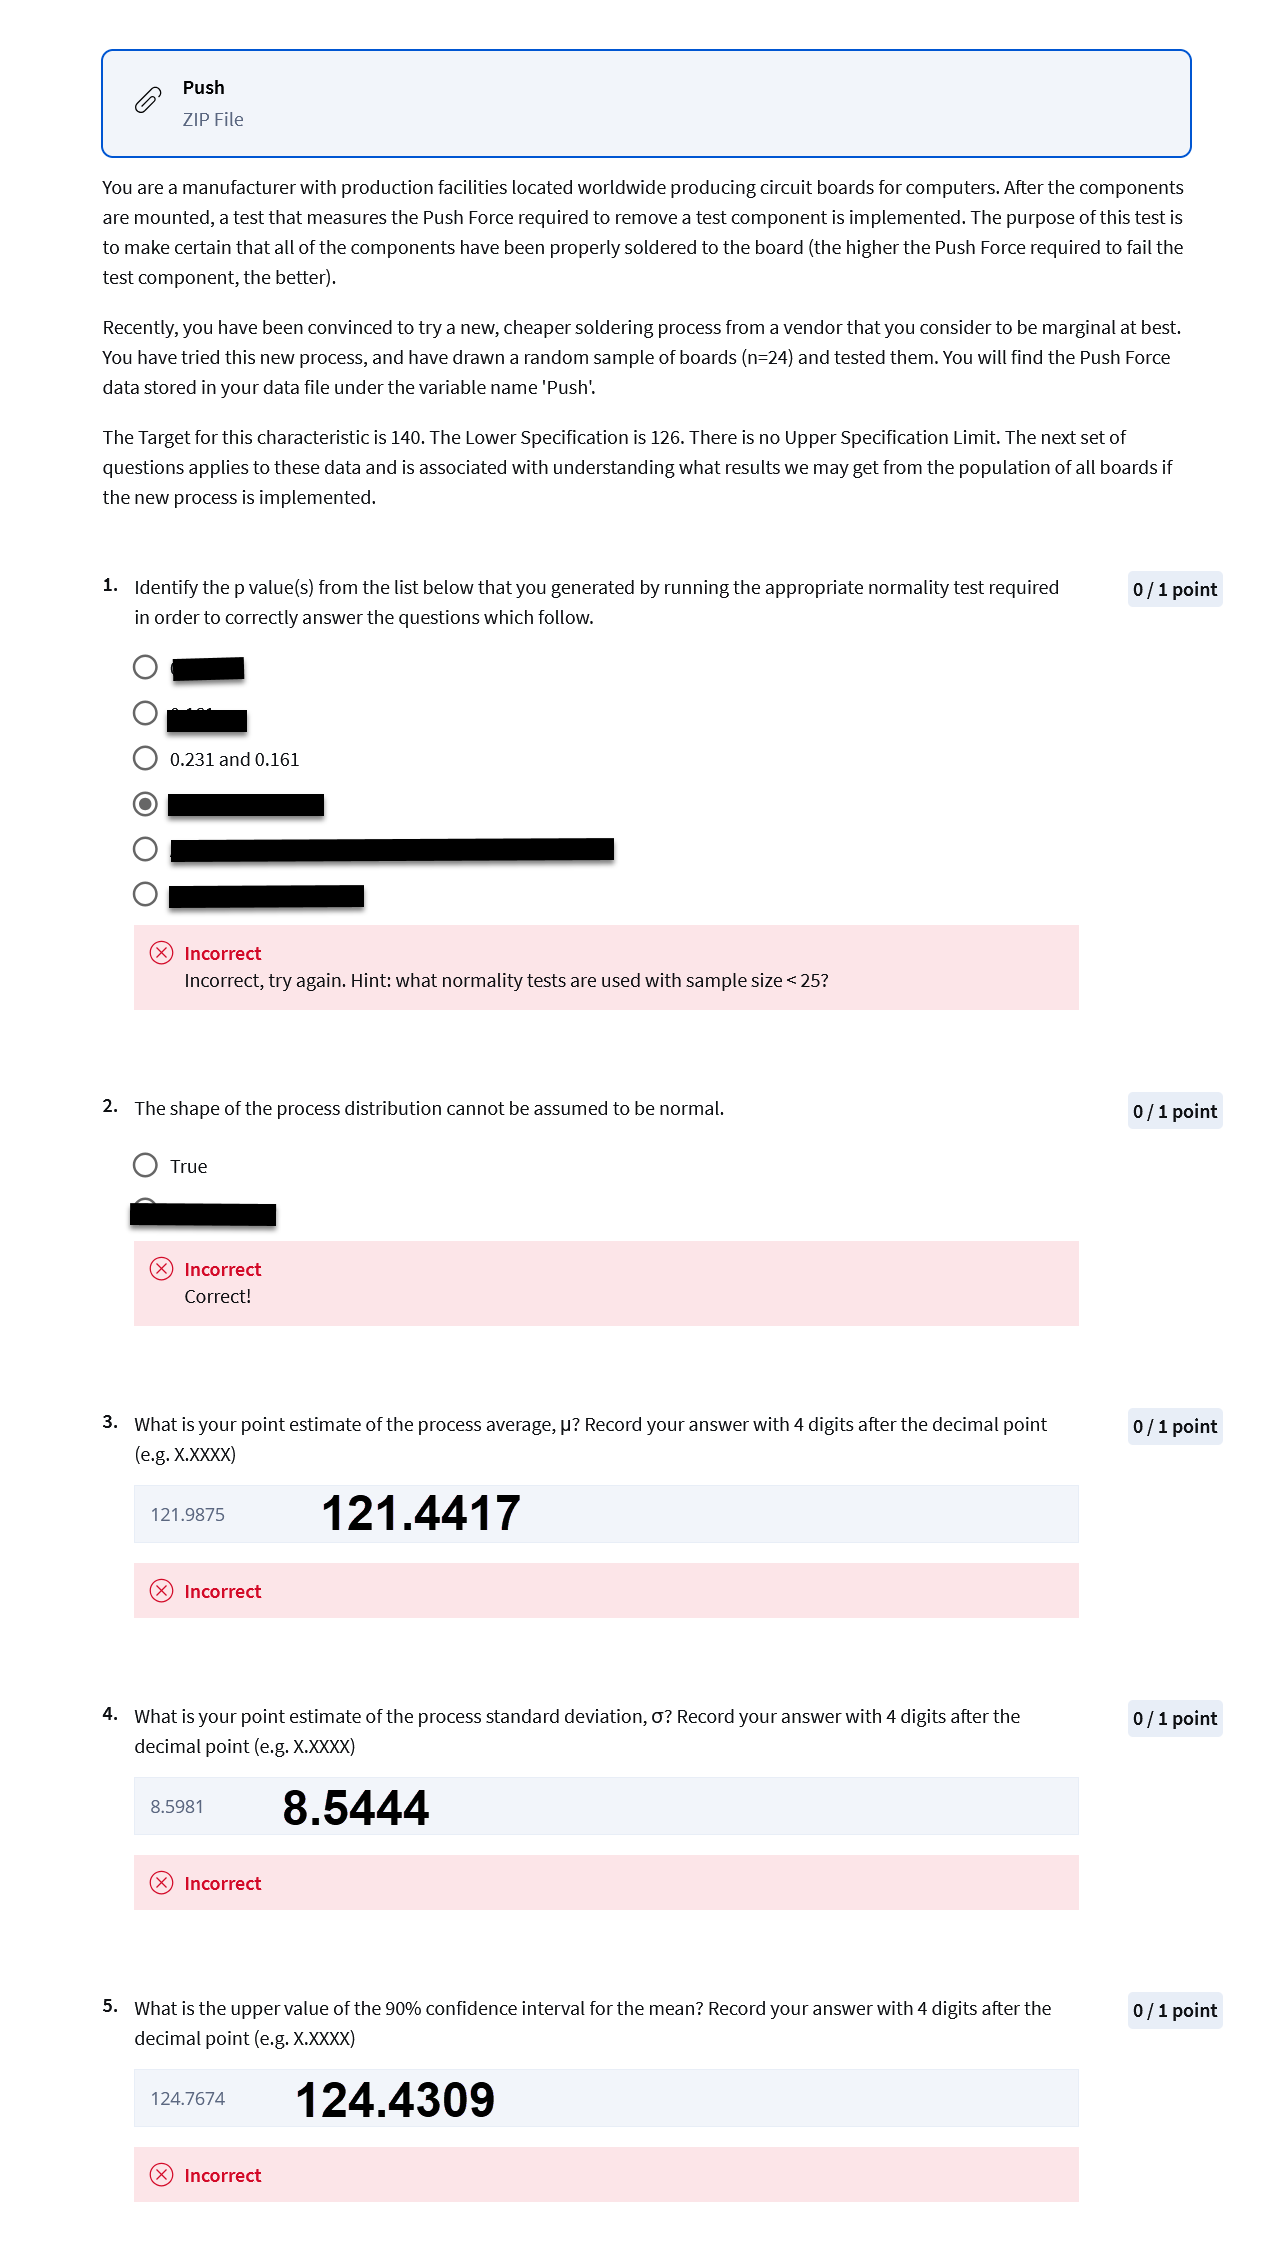 Push
ZIP File
You are a manufacturer with production facilities located worldwide producing circuit boards for computers. After the components
are mounted, a test that measures the Push Force required to remove a test component is implemented. The purpose of this test is
to make certain that all of the components have been properly soldered to the board (the higher the Push Force required to fail the
test component, the better).
Recently, you have been convinced to try a new, cheaper soldering process from a vendor that you consider to be marginal at best.
You have tried this new process, and have drawn a random sample of boards (n=24) and tested them. You will find the Push Force
data stored in your data file under the variable name 'Push'.
The Target for this characteristic is 140. The Lower Specification is 126. There is no Upper Specification Limit. The next set of
questions applies to these data and is associated with understanding what results we may get from the population of all boards if
the new process is implemented.
1. Identify the p value(s) from the list below that you generated by running the appropriate normality test required
in order to correctly answer the questions which follow.
0 / 1 point
0.231 and 0.161
Incorrect
Incorrect, try again. Hint: what normality tests are used with sample size < 25?
2. The shape of the process distribution cannot be assumed to be normal.
0 / 1 point
True
Incorrect
Correct!
3. What is your point estimate of the process average, μ? Record your answer with 4 digits after the decimal point
(e.g. X.XXXX)
0 / 1 point
121.9875 121.4417
Incorrect
4. What is your point estimate of the process standard deviation, σ? Record your answer with 4 digits after the
decimal point (e.g. X.XXXX)
0 / 1 point
8.5981 8.5444
Incorrect
5. What is the upper value of the 90% confidence interval for the mean? Record your answer with 4 digits after the
decimal point (e.g. X.XXXX)
0 / 1 point
124.7674 124.4309
Incorrect